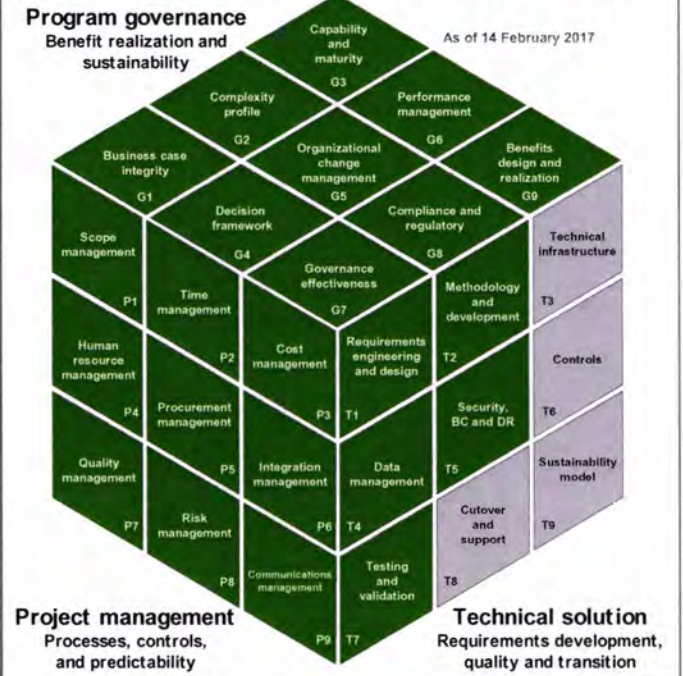 Program governance
Benefit realization and
sustainability
As of 14 February 2017
Capability
and
maturity
G3
Complexity
profile
G2
Performance
management
G6
Business case
integrity
G1
Organizational
change
management
G5
Benefits
design and
realization
G9
Decision
framework
G4
Compliance and
regulatory
G8
Governance
effectiveness
G7
Scope
management
P1
Time
management
P2
Cost
management
P3
Human
resource
management
P4
Procurement
management
P5
Integration
management
P6
Quality
management
P7
Risk
management
P8
Communications
management
P9
Requirements
engineering
and design
T1
Methodology
and
development
T2
Technical
infrastructure
T3
Data
management
T4
Security,
BC and DR
T5
Controls
T6
Testing
and
validation
T7
Cutover
and
support
T8
Sustainability
model
T9
Project management
Processes, controls,
and predictability
Technical solution
Requirements development,
quality and transition